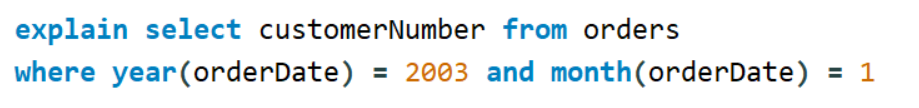 explain select customerNumber from orders
where year(orderDate) = 2003 and month(orderDate) = 1